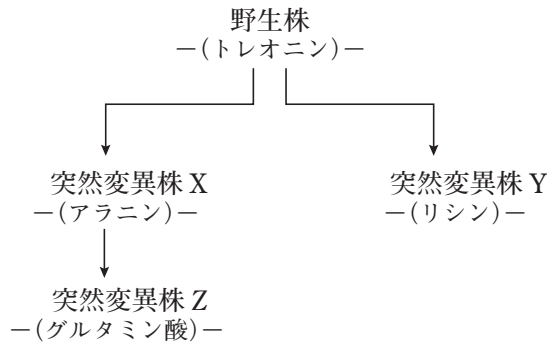 野生株
−(トレオニン)−
突然変異株 X
−(アラニン)−
突然変異株 Y
−(リシン)−
突然変異株 Z
−(グルタミン酸)−